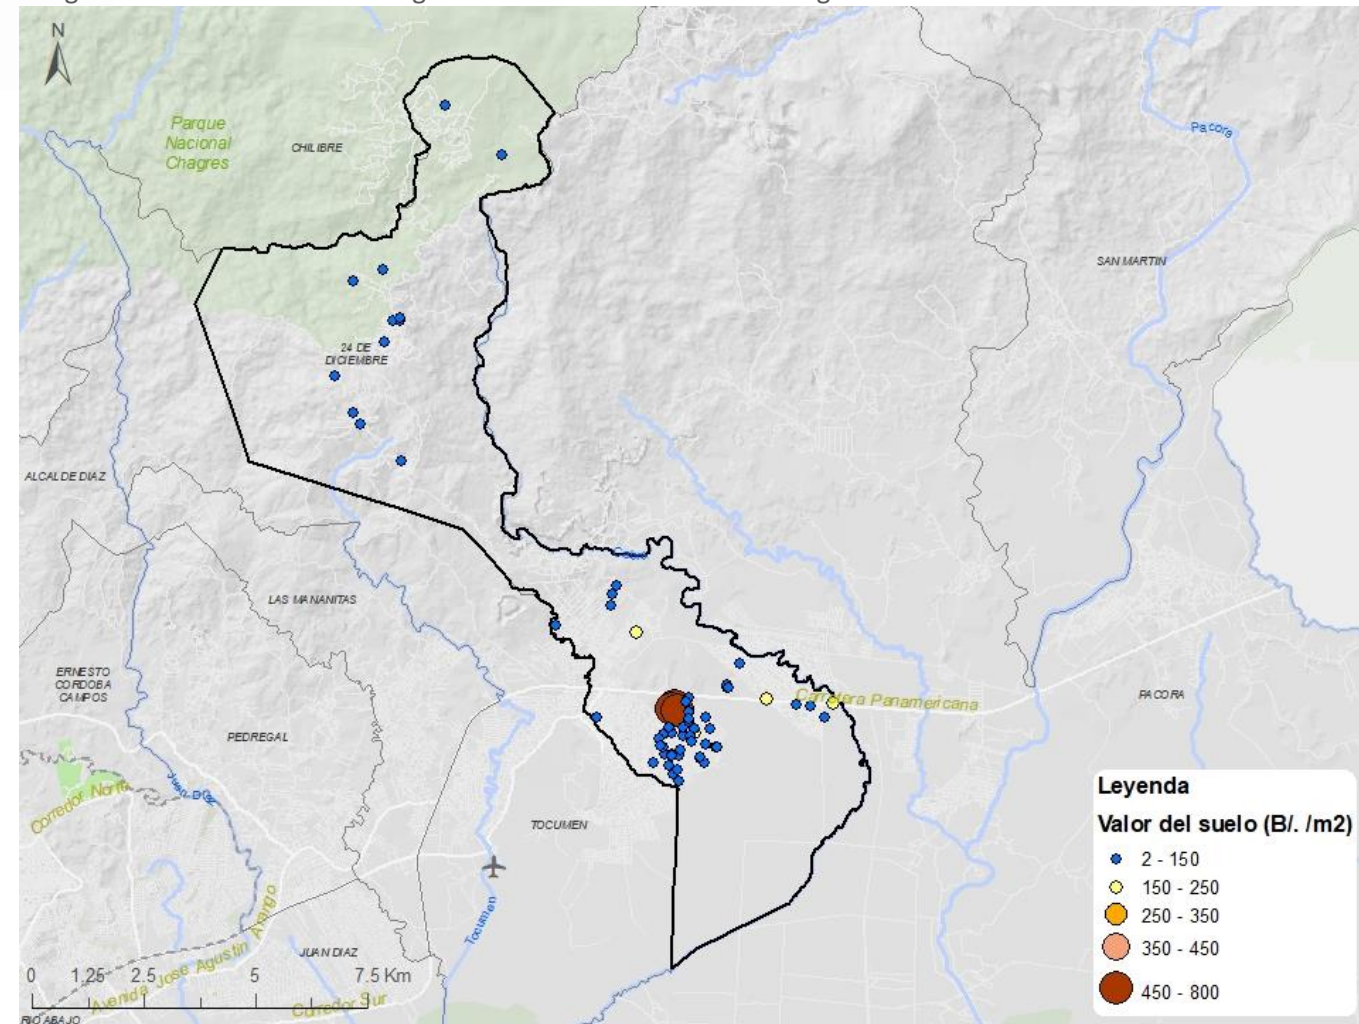 N
Parque
Nacional
Chagres
CHILIBRE
Pacora
SAN MARTIN
24 DE
DICIEMBRE
ALCALDE DIAZ
LAS MANANITAS
ERNESTO
CORDOBA
CAMPOS
PACORA
Carretera Panamericana
PEDREGAL
Juan Díaz
Corredor Norte
TOCUMEN
Tocumen
JUAN DIAZ
Avenida Jose Agustin Arango
Corredor Sur
RIO ABAJO
0 1,25 2.5 5 7.5 Km
Leyenda
Valor del suelo (B/. /m2)
2 - 150
150 - 250
250 - 350
350 - 450
450 - 800